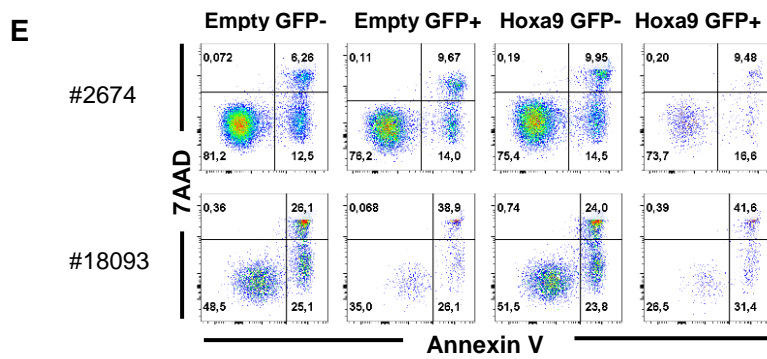 E
Empty GFP- Empty GFP+ Hoxa9 GFP- Hoxa9 GFP+
#2674
0,072 6,26 0,11 9,67 0,19 9,95 0,20 9,48
81,2 12,5 76,2 14,0 75,4 14,5 73,7 16,6
7AAD
#18093
0,36 26,1 0,068 38,9 0,74 24,0 0,39 41,6
48,5 25,1 35,0 26,1 51,5 23,8 26,5 31,4
Annexin V